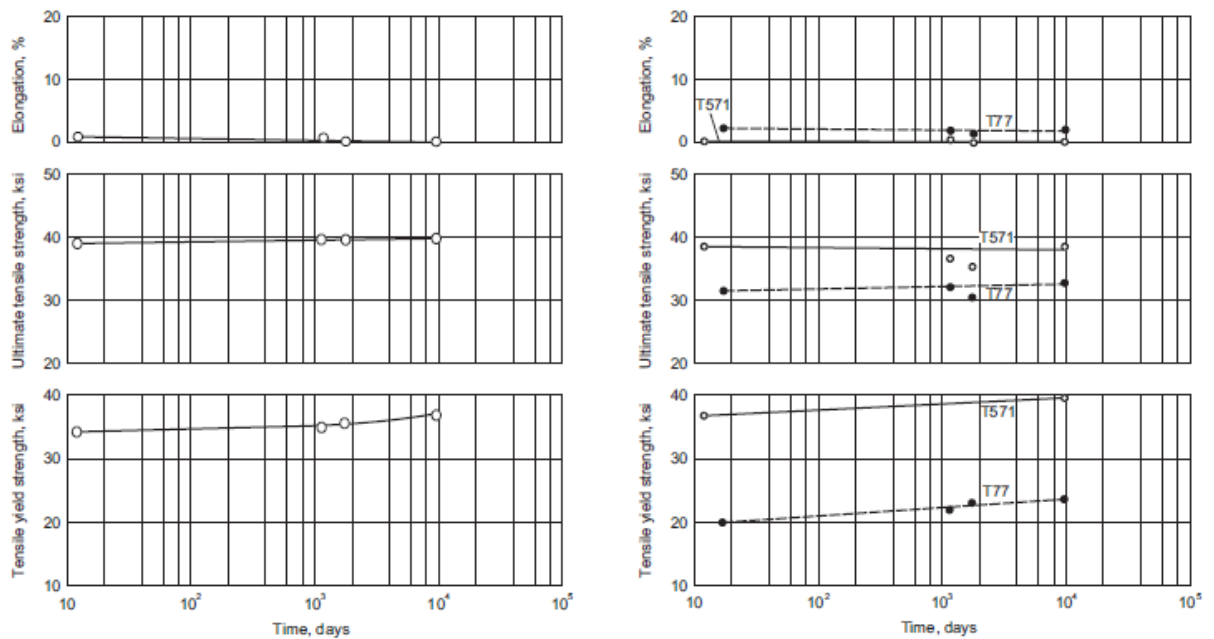 20
10
0
Elongation, %
50
40
30
20
Ultimate tensile strength, ksi
40
30
20
10
Tensile yield strength, ksi
10 10² 10³ 10⁴ 10⁵
Time, days
20
10
0
Elongation, %
T571
T77
50
40
30
20
Ultimate tensile strength, ksi
T571
T77
40
30
20
10
Tensile yield strength, ksi
T571
T77
10 10² 10³ 10⁴ 10⁵
Time, days